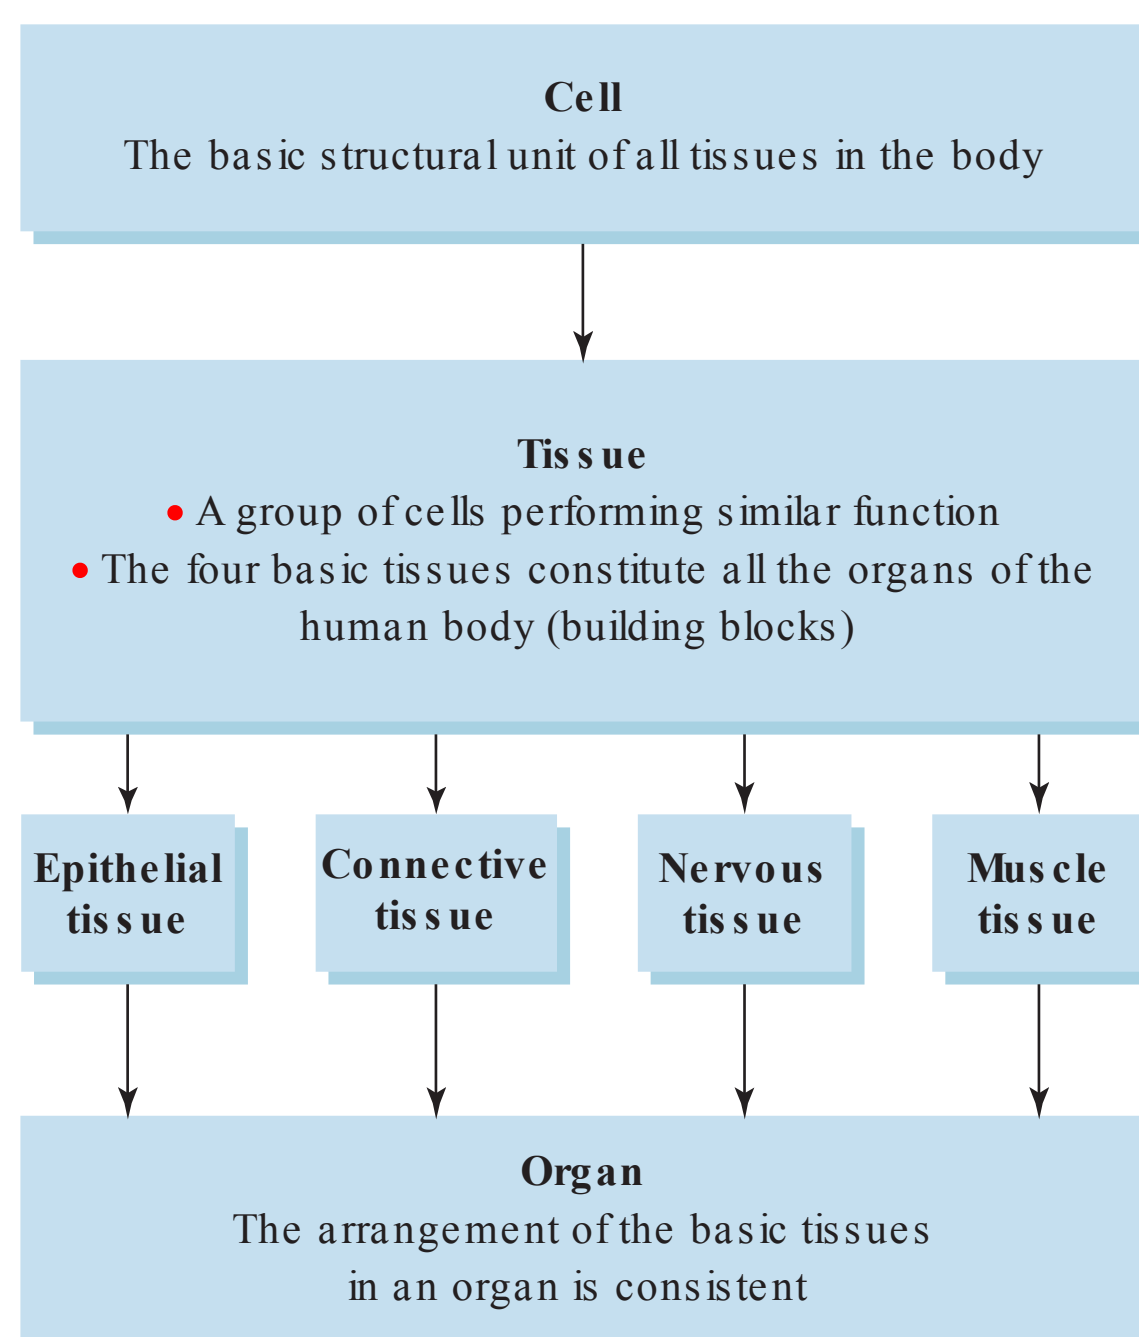 Cell
The basic structural unit of all tissues in the body
Tissue
• A group of cells performing similar function
• The four basic tissues constitute all the organs of the
human body (building blocks)
Epithelial
tissue
Connective
tissue
Nervous
tissue
Muscle
tissue
Organ
The arrangement of the basic tissues
in an organ is consistent